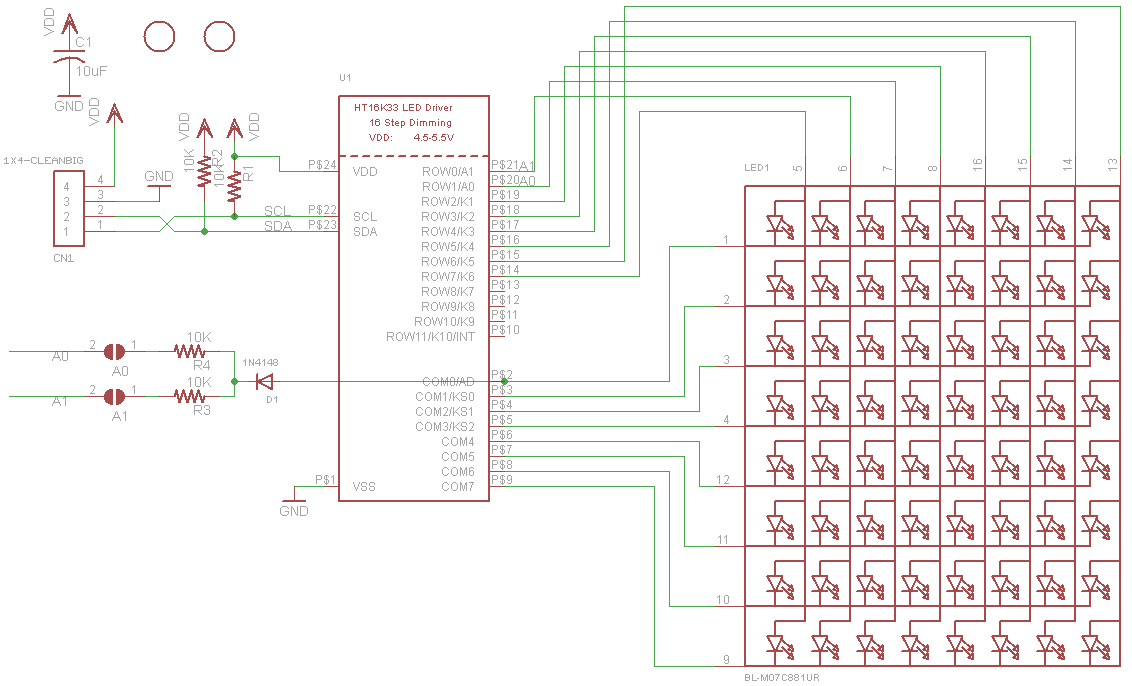 VDD
C1
10uF
GND
VDD
1X4-CLEANBIG
4
3
2
1
4
3
2
1
CN1
GND
VDD
VDD
10K
R2
10K
R1
SCL
SDA
U1
HT16K33 LED Driver
16 Step Dimming
VDD: 4.5-5.5V
P$24
VDD
P$22
SCL
P$23
SDA
P$1
VSS
GND
ROW0/A1
P$21
A1
ROW1/A0
P$20
A0
ROW2/K1
P$19
ROW3/K2
P$18
ROW4/K3
P$17
ROW5/K4
P$16
ROW6/K5
P$15
ROW7/K6
P$14
ROW8/K7
P$13
ROW9/K8
P$12
ROW10/K9
P$11
ROW11/K10/INT
P$10
COM0/AD
P$2
COM1/KS0
P$3
COM2/KS1
P$4
COM3/KS2
P$5
COM4
P$6
COM5
P$7
COM6
P$8
COM7
P$9
A0
2
1
A0
10K
R4
A1
2
1
A1
10K
R3
1N4148
D1
LED1
5
6
7
8
16
15
14
13
1
2
3
4
12
11
10
9
BL-M07C881UR